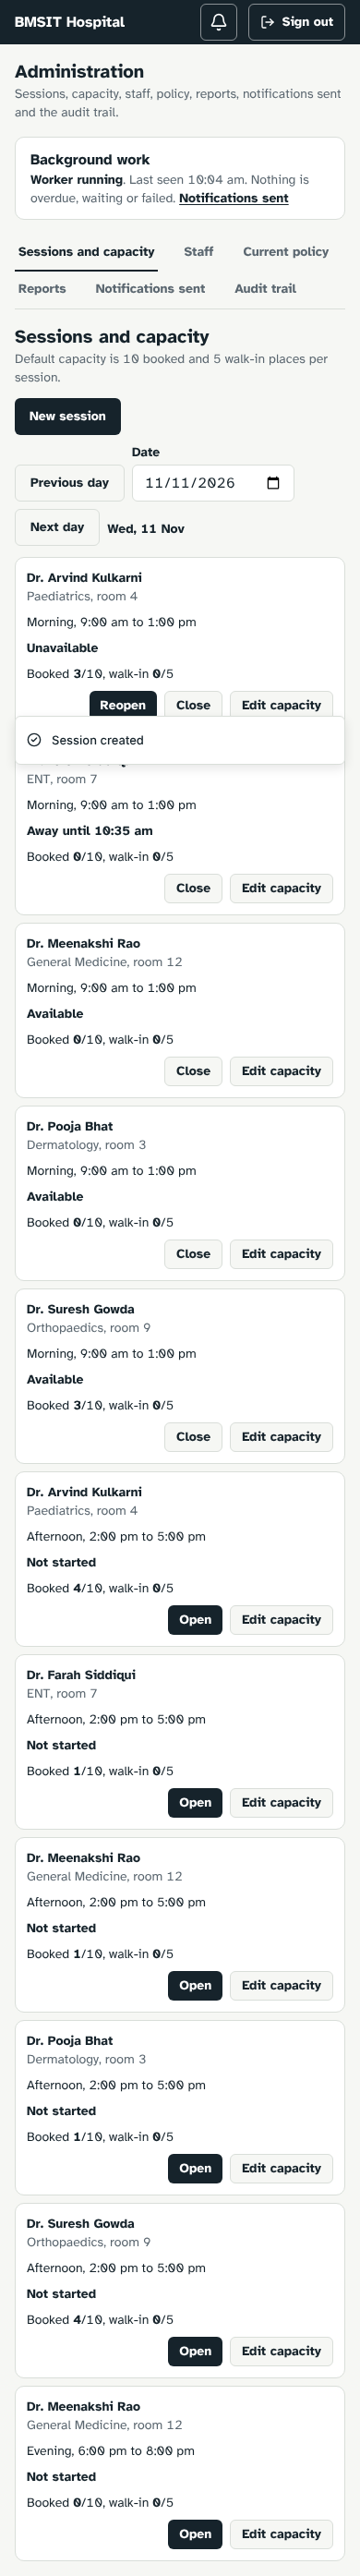 BMSIT Hospital
Sign out
Administration
Sessions, capacity, staff, policy, reports, notifications sent
and the audit trail.
Background work
Worker running. Last seen 10:04 am. Nothing is
overdue, waiting or failed. Notifications sent
Sessions and capacity
Staff
Current policy
Reports
Notifications sent
Audit trail
Sessions and capacity
Default capacity is 10 booked and 5 walk-in places per
session.
New session
Date
Previous day
11/11/2026
Next day
Wed, 11 Nov
Dr. Arvind Kulkarni
Paediatrics, room 4
Morning, 9:00 am to 1:00 pm
Unavailable
Booked 3/10, walk-in 0/5
Reopen
Close
Edit capacity
Session created
ENT, room 7
Morning, 9:00 am to 1:00 pm
Away until 10:35 am
Booked 0/10, walk-in 0/5
Close
Edit capacity
Dr. Meenakshi Rao
General Medicine, room 12
Morning, 9:00 am to 1:00 pm
Available
Booked 0/10, walk-in 0/5
Close
Edit capacity
Dr. Pooja Bhat
Dermatology, room 3
Morning, 9:00 am to 1:00 pm
Available
Booked 0/10, walk-in 0/5
Close
Edit capacity
Dr. Suresh Gowda
Orthopaedics, room 9
Morning, 9:00 am to 1:00 pm
Available
Booked 3/10, walk-in 0/5
Close
Edit capacity
Dr. Arvind Kulkarni
Paediatrics, room 4
Afternoon, 2:00 pm to 5:00 pm
Not started
Booked 4/10, walk-in 0/5
Open
Edit capacity
Dr. Farah Siddiqui
ENT, room 7
Afternoon, 2:00 pm to 5:00 pm
Not started
Booked 1/10, walk-in 0/5
Open
Edit capacity
Dr. Meenakshi Rao
General Medicine, room 12
Afternoon, 2:00 pm to 5:00 pm
Not started
Booked 1/10, walk-in 0/5
Open
Edit capacity
Dr. Pooja Bhat
Dermatology, room 3
Afternoon, 2:00 pm to 5:00 pm
Not started
Booked 1/10, walk-in 0/5
Open
Edit capacity
Dr. Suresh Gowda
Orthopaedics, room 9
Afternoon, 2:00 pm to 5:00 pm
Not started
Booked 4/10, walk-in 0/5
Open
Edit capacity
Dr. Meenakshi Rao
General Medicine, room 12
Evening, 6:00 pm to 8:00 pm
Not started
Booked 0/10, walk-in 0/5
Open
Edit capacity